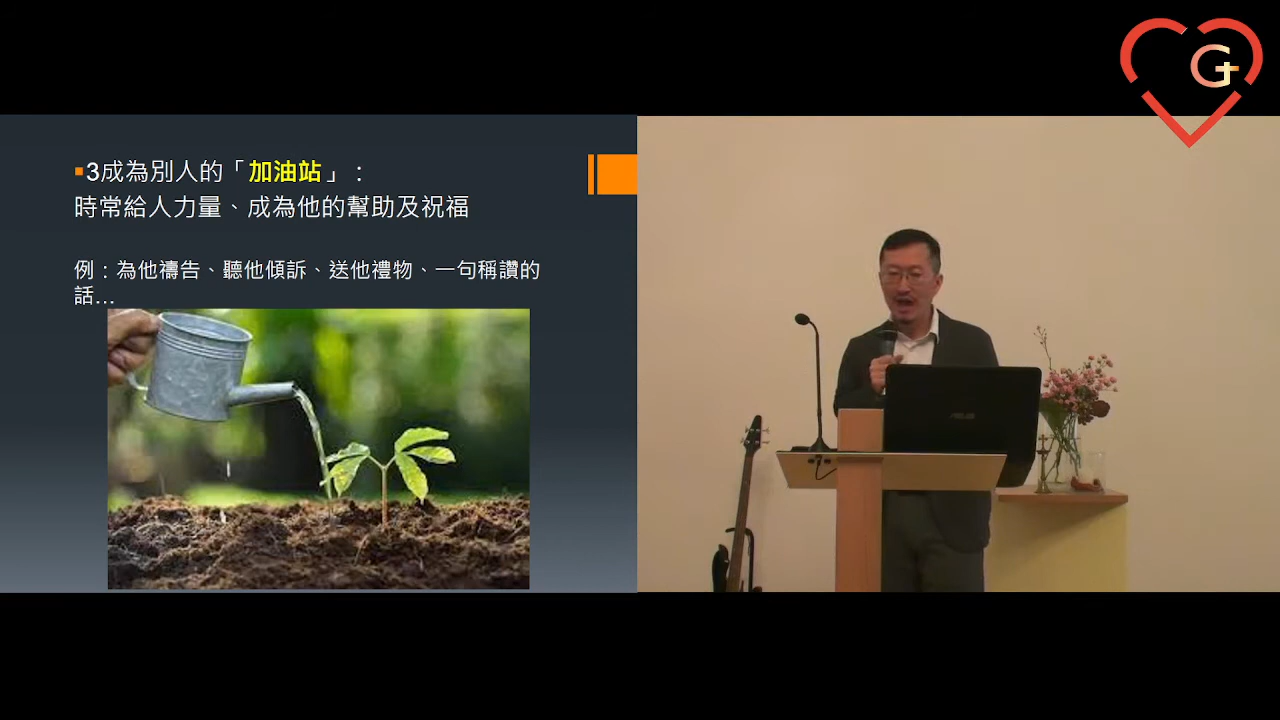 3成為別人的「加油站」：
時常給人力量、成為他的幫助及祝福
例：為他禱告、聽他傾訴、送他禮物、一句稱讚的
話...
ASUS
G